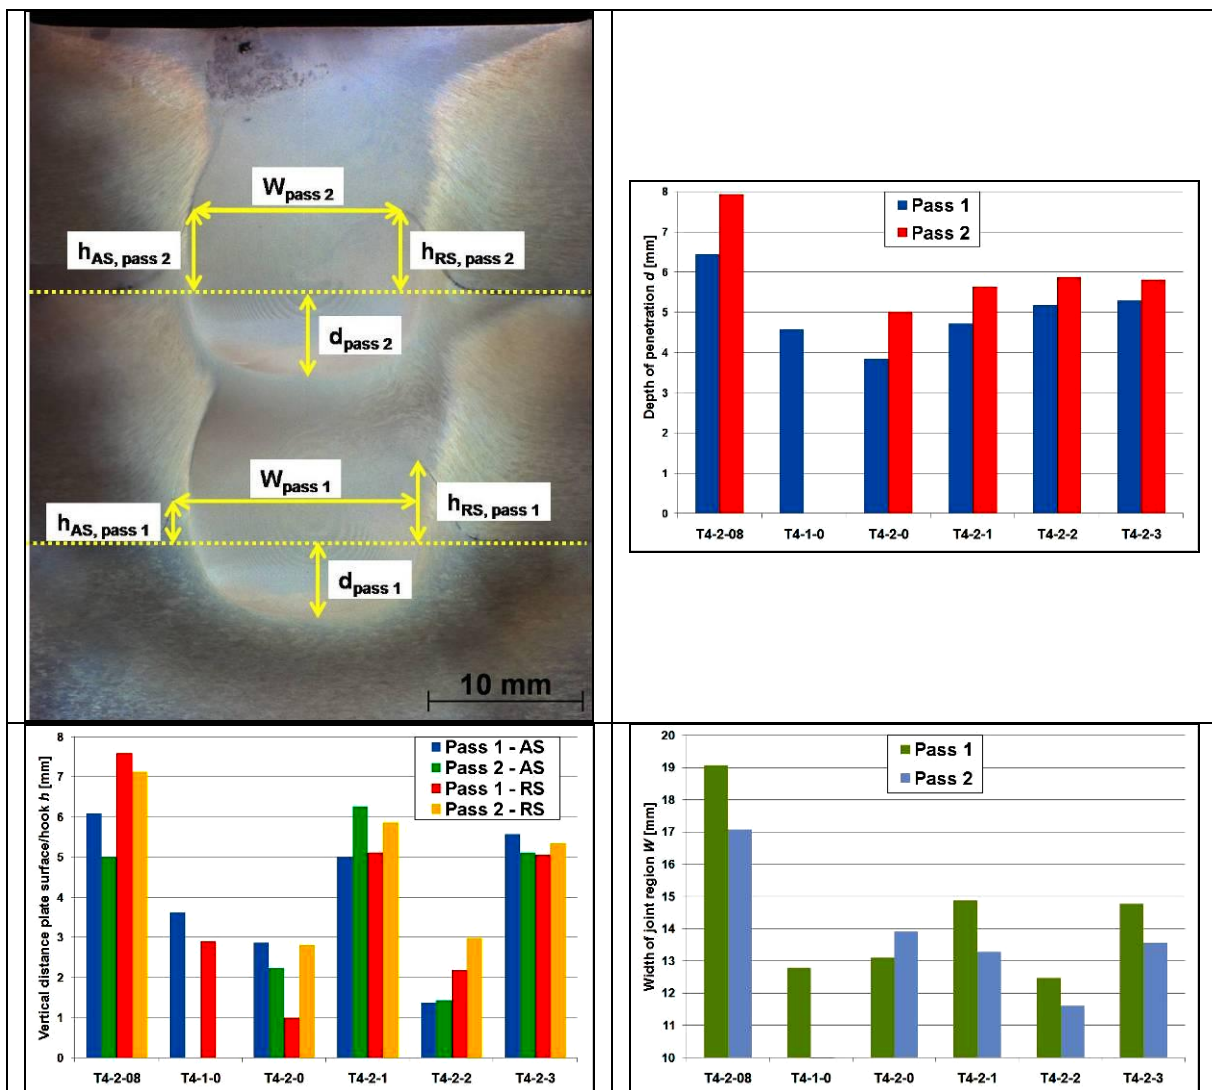 W pass 2
h AS, pass 2
h RS, pass 2
d pass 2
W pass 1
h AS, pass 1
h RS, pass 1
d pass 1
10 mm
Depth of penetration d [mm]
8
7
6
5
4
3
2
1
0
Pass 1
Pass 2
T4-2-08 T4-1-0 T4-2-0 T4-2-1 T4-2-2 T4-2-3
Vertical distance plate surface/hook h [mm]
8
7
6
5
4
3
2
1
0
Pass 1 - AS
Pass 2 - AS
Pass 1 - RS
Pass 2 - RS
T4-2-08 T4-1-0 T4-2-0 T4-2-1 T4-2-2 T4-2-3
Width of joint region W [mm]
20
19
18
17
16
15
14
13
12
11
10
Pass 1
Pass 2
T4-2-08 T4-1-0 T4-2-0 T4-2-1 T4-2-2 T4-2-3